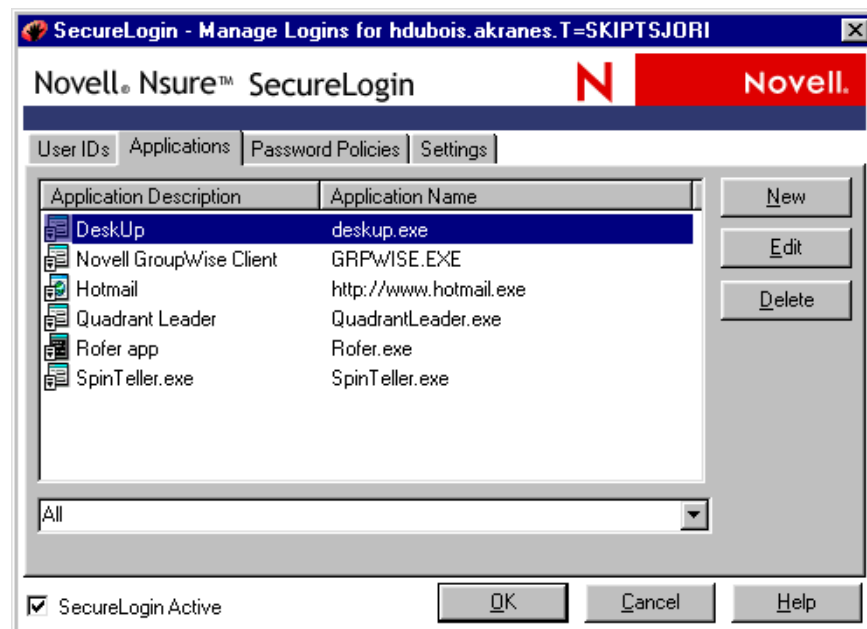 SecureLogin - Manage Logins for hdubois.akranes.T=SKIPTSJORI
Novell® Nsure™ SecureLogin N Novell.
User IDs Applications Password Policies Settings
Application Description Application Name
DeskUp deskup.exe
Novell GroupWise Client GRPWISE.EXE
Hotmail http://www.hotmail.exe
Quadrant Leader QuadrantLeader.exe
Rofer app Rofer.exe
SpinTeller.exe SpinTeller.exe
New
Edit
Delete
All
SecureLogin Active
OK Cancel Help